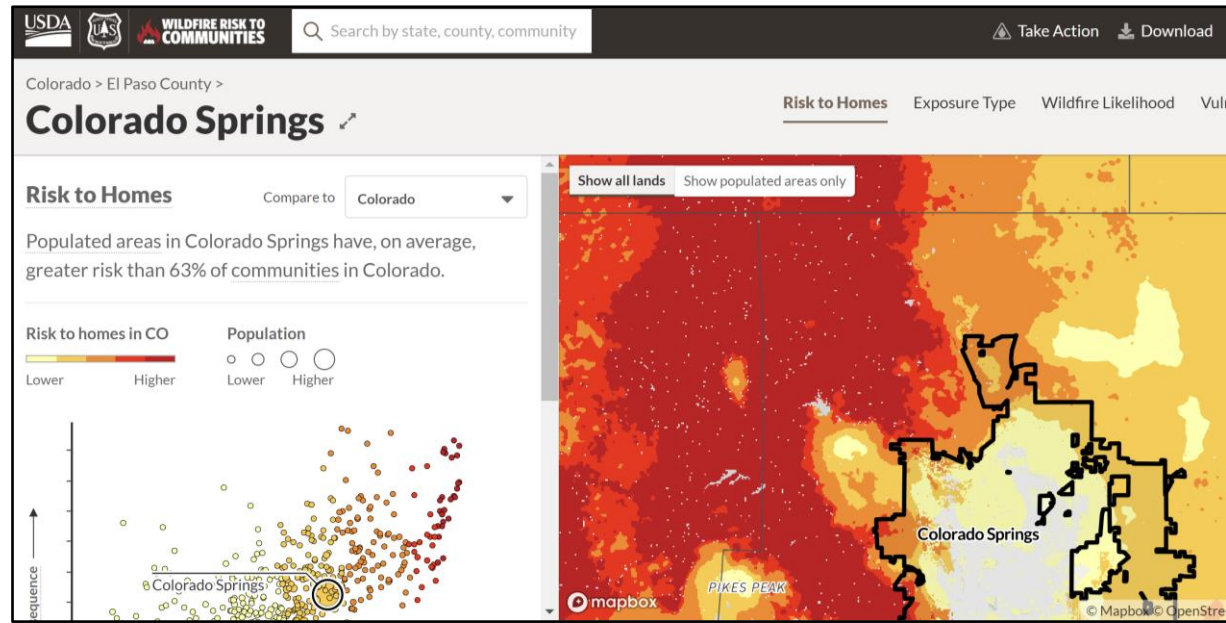 USDA
UAS
WILDFIRE RISK TO
COMMUNITIES
Search by state, county, community
Take Action
Download
Colorado > El Paso County >
Colorado Springs
Risk to Homes
Exposure Type
Wildfire Likelihood
Vuln
Risk to Homes
Compare to
Colorado
Populated areas in Colorado Springs have, on average,
greater risk than 63% of communities in Colorado.
Risk to homes in CO
Lower
Higher
Population
Lower
Higher
sequence
Colorado Springs
Show all lands
Show populated areas only
Colorado Springs
PIKES PEAK
mapbox
© Mapbox © OpenStre